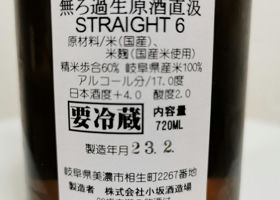 無ろ過生原酒直汲
STRAIGHT 6
原材料/米(国産)、
米麹(国産米使用)
精米歩合60% 岐阜県産米100%
アルコール分/17.0度
日本酒度+4.0 酸度2.0
要冷蔵 内容量
720ML
製造年月 23.2.
岐阜県美濃市相生町2267番地
製造者 株式会社小坂酒造場